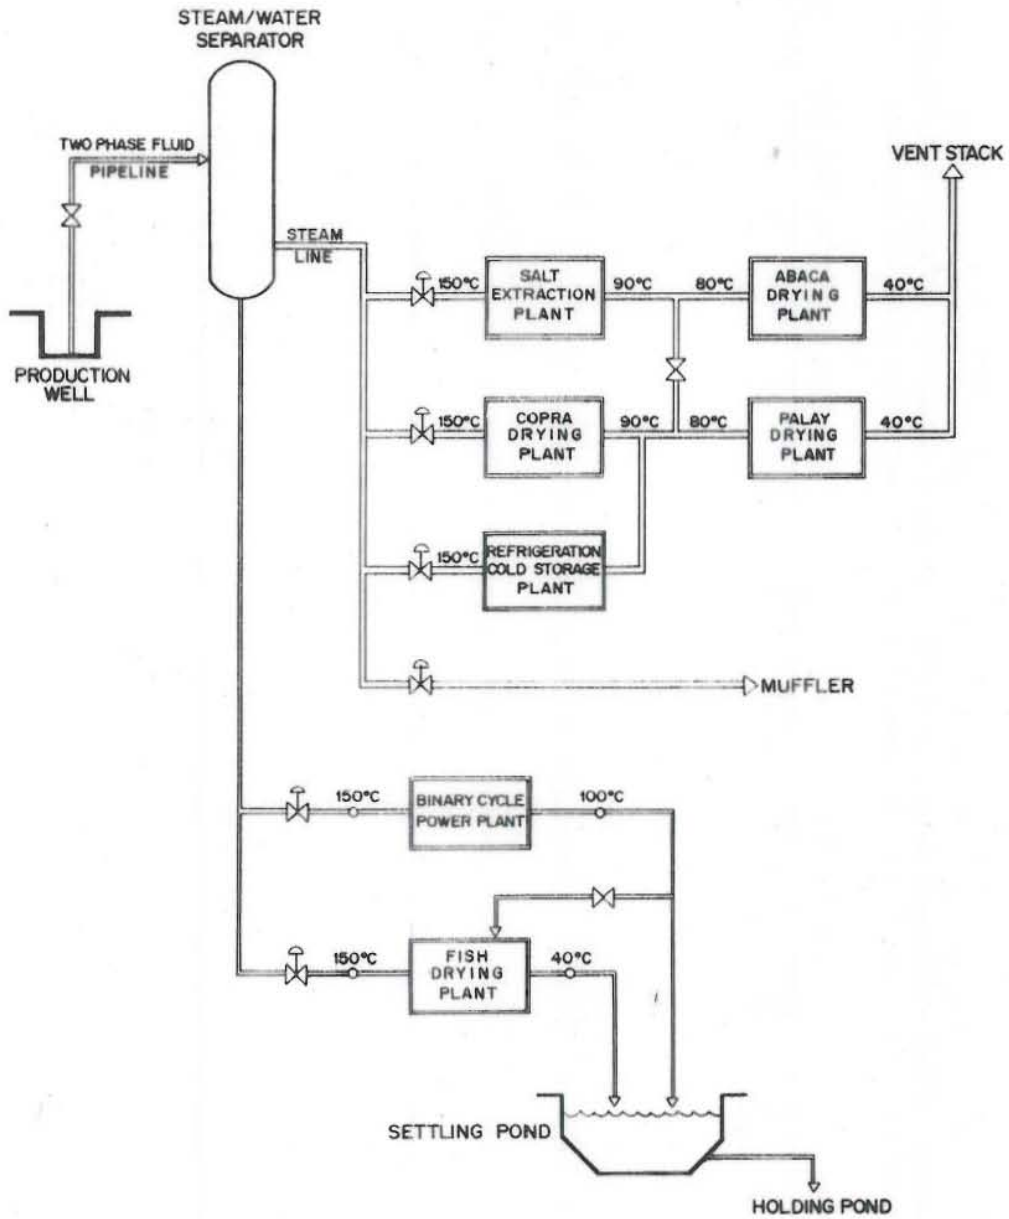 STEAM/WATER
SEPARATOR
TWO PHASE FLUID
PIPELINE
VENT STACK
STEAM
LINE
150°C
SALT
EXTRACTION
PLANT
90°C
80°C
ABACA
DRYING
PLANT
40°C
PRODUCTION
WELL
150°C
COPRA
DRYING
PLANT
90°C
80°C
PALAY
DRYING
PLANT
40°C
150°C
REFRIGERATION
COLD STORAGE
PLANT
MUFFLER
150°C
BINARY CYCLE
POWER PLANT
100°C
150°C
FISH
DRYING
PLANT
40°C
SETTLING POND
HOLDING POND